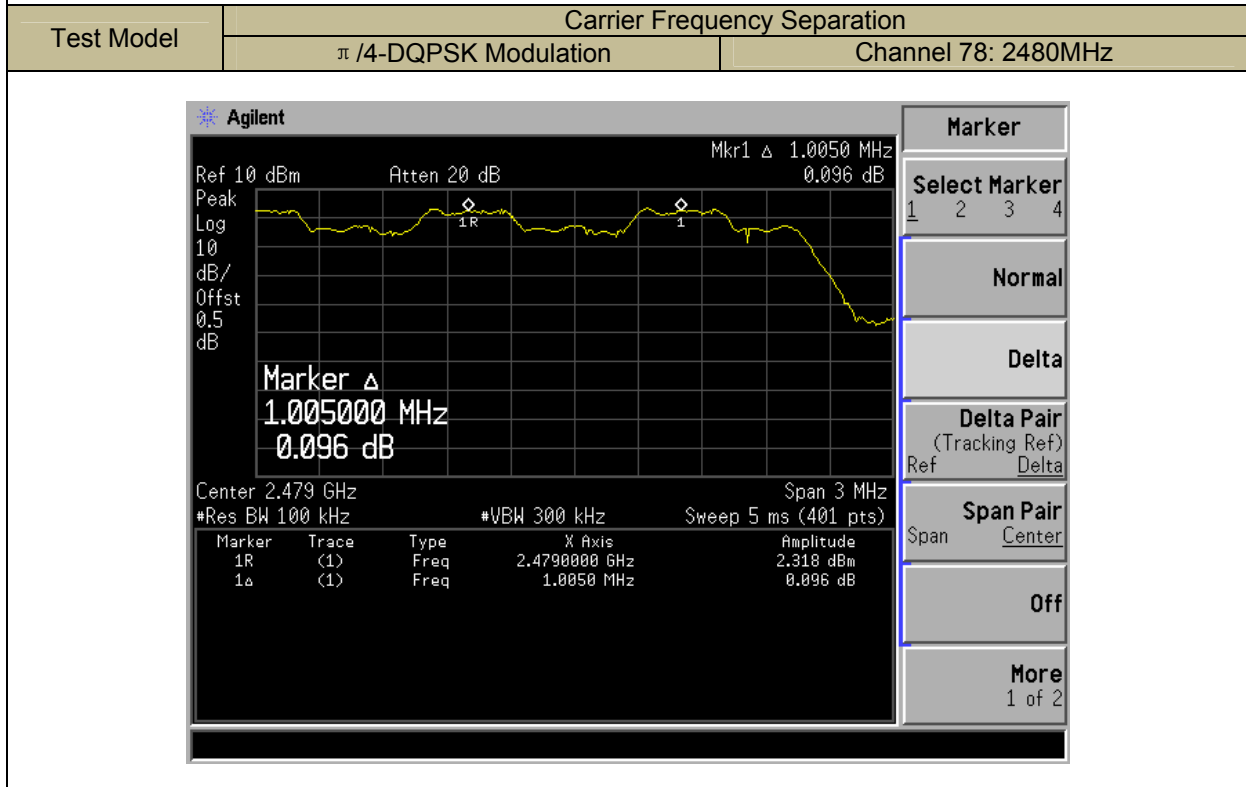 Test Model
Carrier Frequency Separation
π/4-DQPSK Modulation
Channel 78: 2480MHz
Agilent
Mkr1 Δ 1.0050 MHz
Ref 10 dBm Atten 20 dB 0.096 dB
Peak
Log
10
dB/
Offst
0.5
dB
1R
1
Marker Δ
1.005000 MHz
0.096 dB
Center 2.479 GHz Span 3 MHz
#Res BW 100 kHz #VBW 300 kHz Sweep 5 ms (401 pts)
Marker Trace Type X Axis Amplitude
1R (1) Freq 2.4790000 GHz 2.318 dBm
1Δ (1) Freq 1.0050 MHz 0.096 dB
Marker
Select Marker
1 2 3 4
Normal
Delta
Delta Pair
(Tracking Ref)
Ref Delta
Span Pair
Span Center
Off
More
1 of 2